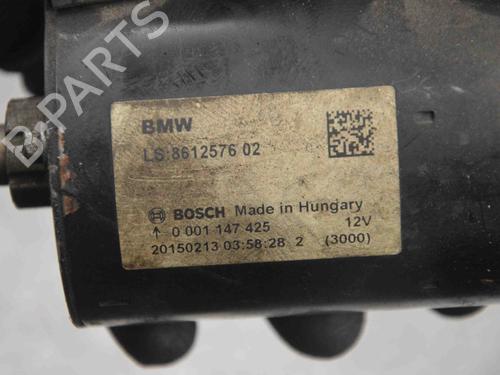 B-PARTS
BMW
LS:8612576 02
BOSCH Made in Hungary
↑ 0 001 147 425 12V
20150213 03:58:28 2 (3000)